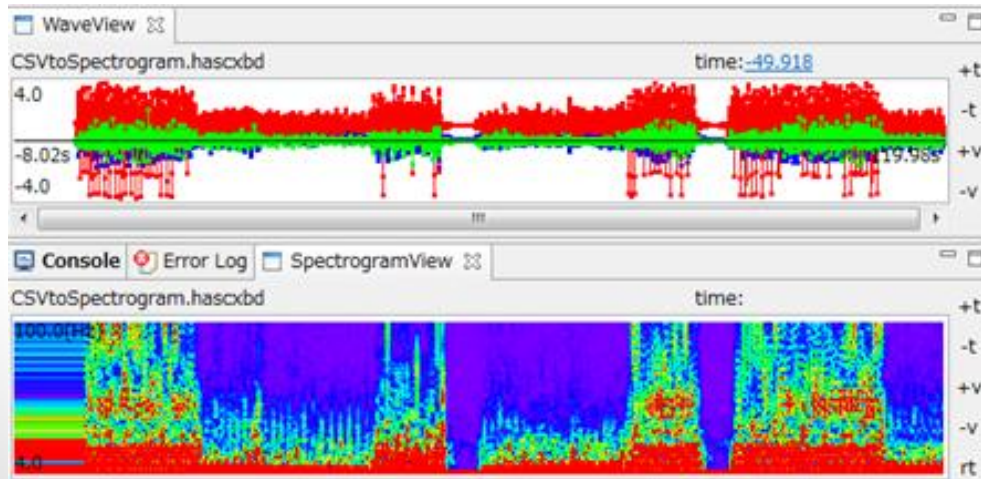 WaveView
CSVtoSpectrogram.hascxbd time:-49.918
+t
4.0
-t
-8.02s 119.98s +v
-4.0
-v
Console Error Log SpectrogramView
CSVtoSpectrogram.hascxbd time:
+t
100.0(Hz)
-t
+v
-v
4.0
rt